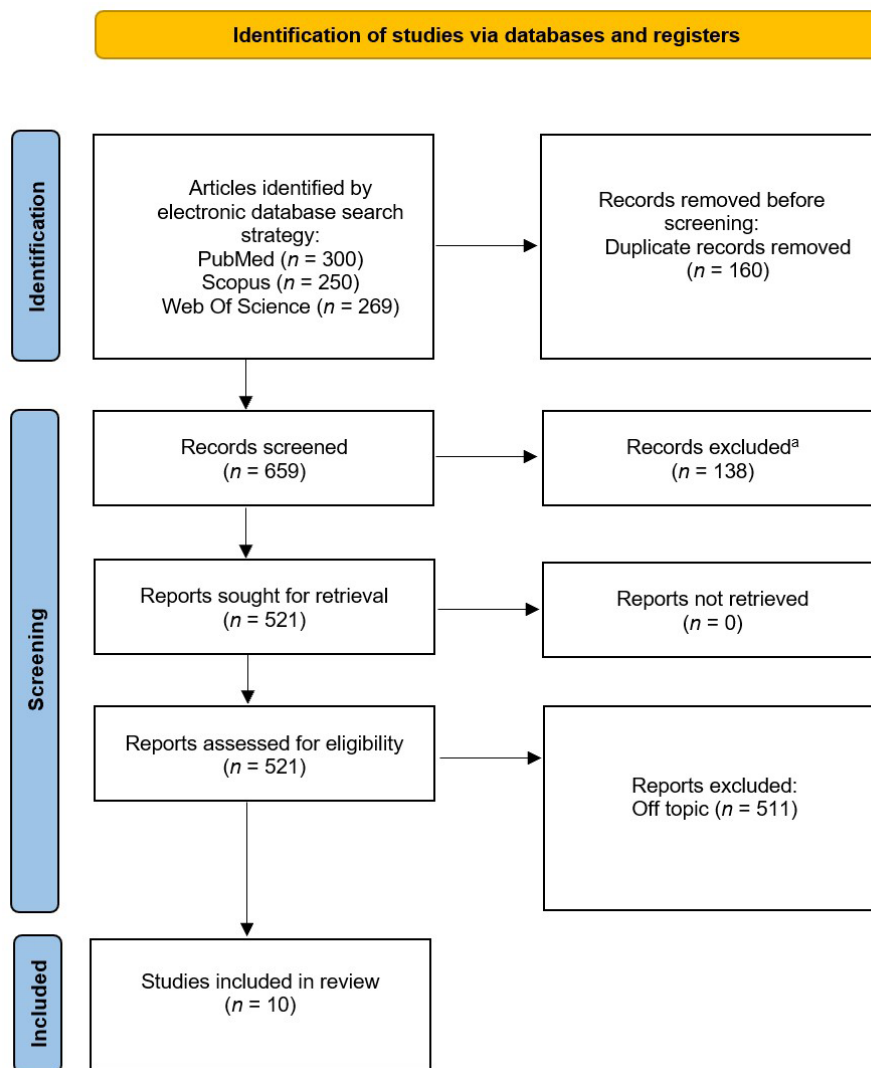 Identification of studies via databases and registers
Identification
Articles identified by
electronic database search
strategy:
PubMed (n = 300)
Scopus (n = 250)
Web Of Science (n = 269)
Records removed before
screening:
Duplicate records removed
(n = 160)
Screening
Records screened
(n = 659)
Records excludedᵃ
(n = 138)
Reports sought for retrieval
(n = 521)
Reports not retrieved
(n = 0)
Reports assessed for eligibility
(n = 521)
Reports excluded:
Off topic (n = 511)
Included
Studies included in review
(n = 10)